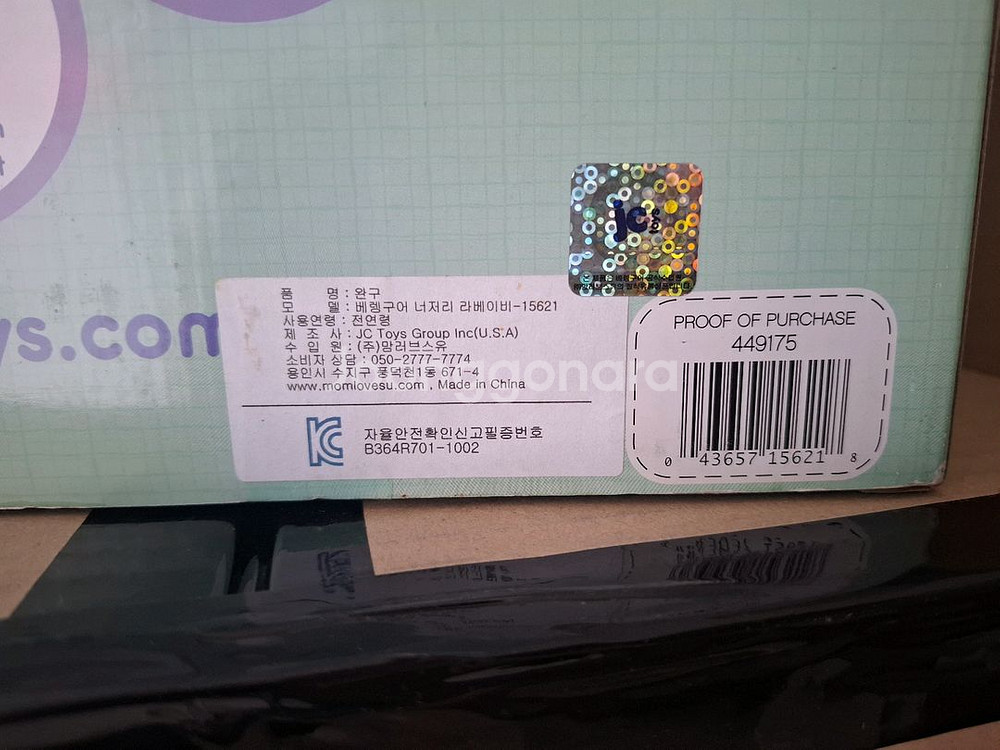 jc toys
품 명 : 완구
모 델 : 베렝구어 너저리 라베이비-15621
사용연령 : 전연령
제 조 사 : JC Toys Group Inc(U.S.A)
수 입 원 : (주)맘러브스유
소비자 상담 : 050-2777-7774
용인시 수지구 풍덕천1동 671-4
www.momlovesu.com , Made in China
자율안전확인신고필증번호
B364R701-1002
ys.com
PROOF OF PURCHASE
449175
0 43657 15621 8